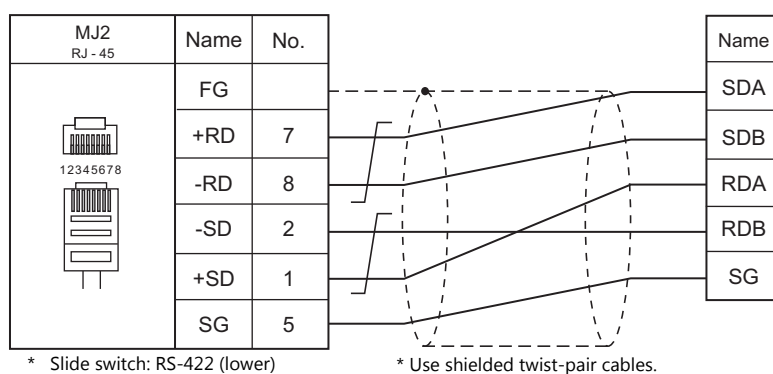 MJ2 Name No. Name
RJ - 45
FG SDA
+RD 7 SDB
12345678
-RD 8 RDA
-SD 2 RDB
+SD 1 SG
SG 5
* Slide switch: RS-422 (lower) * Use shielded twist-pair cables.